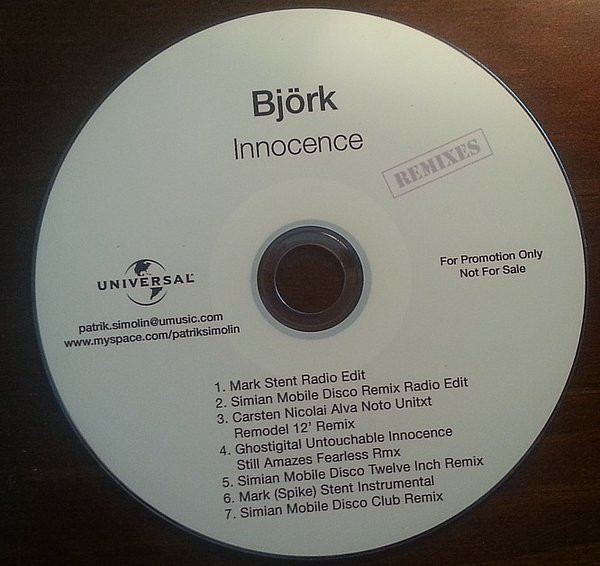 Björk
Innocence
REMIXES
UNIVERSAL
For Promotion Only
Not For Sale
patrik.simolin@umusic.com
www.myspace.com/patriksimolin
1. Mark Stent Radio Edit
2. Simian Mobile Disco Remix Radio Edit
3. Carsten Nicolai Alva Noto Unitxt
Remodel 12' Remix
4. Ghostigital Untouchable Innocence
Still Amazes Fearless Rmx
5. Simian Mobile Disco Twelve Inch Remix
6. Mark (Spike) Stent Instrumental
7. Simian Mobile Disco Club Remix